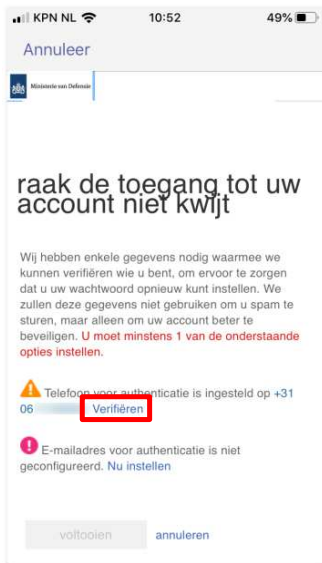 KPN NL 10:52 49%
Annuleer
Ministerie van Defensie
raak de toegang tot uw
account niet kwijt
Wij hebben enkele gegevens nodig waarmee we
kunnen verifiëren wie u bent, om ervoor te zorgen
dat u uw wachtwoord opnieuw kunt instellen. We
zullen deze gegevens niet gebruiken om u spam te
sturen, maar alleen om uw account beter te
beveiligen. U moet minstens 1 van de onderstaande
opties instellen.
Telefoon voor authenticatie is ingesteld op +31
06 Verifiëren
E-mailadres voor authenticatie is niet
geconfigureerd. Nu instellen
voltooien annuleren